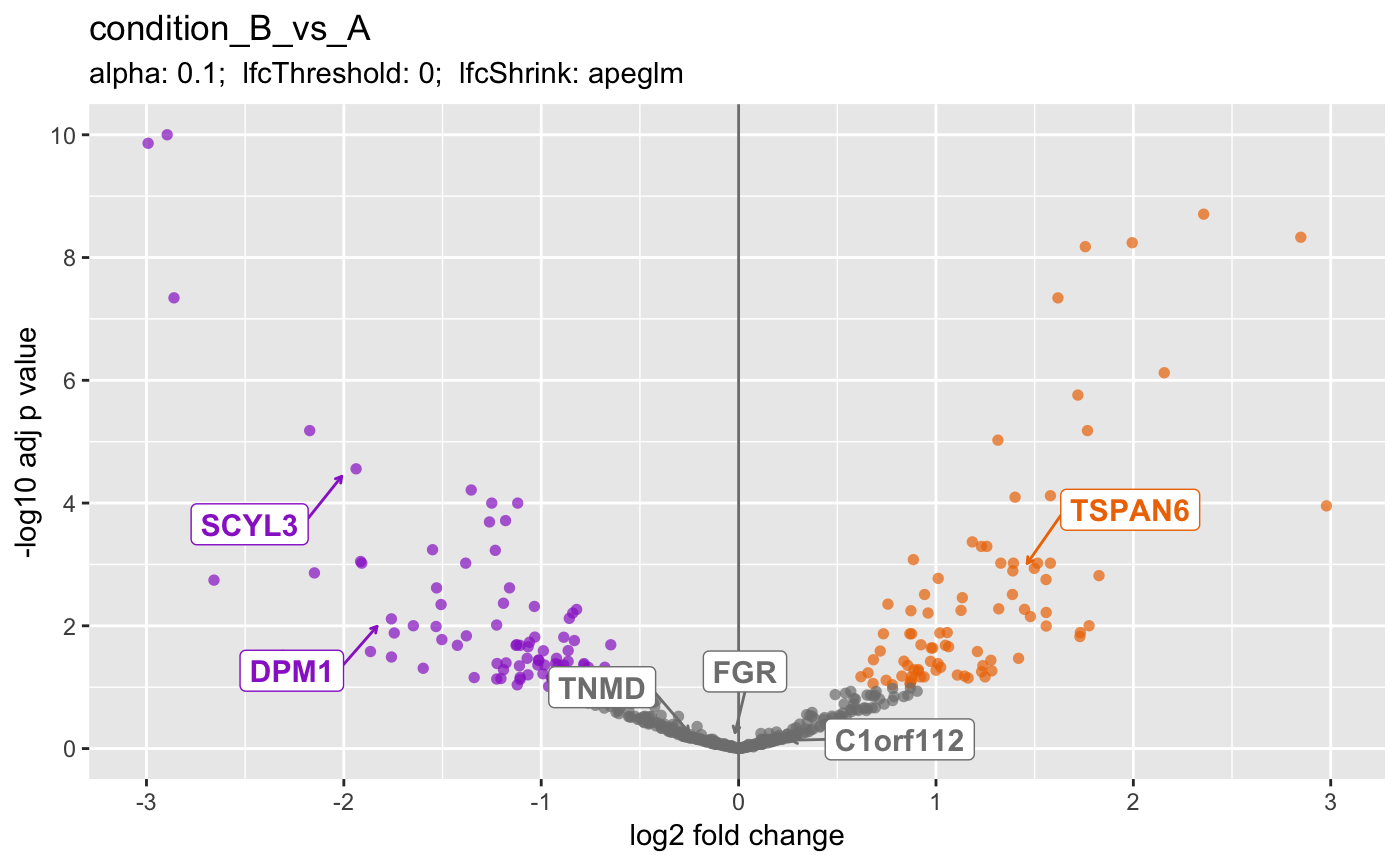 condition_B_vs_A
alpha: 0.1;  lfcThreshold: 0;  lfcShrink: apeglm
10
8
6
4
2
0
-log10 adj p value
SCYL3
TSPAN6
DPM1
TNMD
FGR
C1orf112
-3
-2
-1
0
1
2
3
log2 fold change